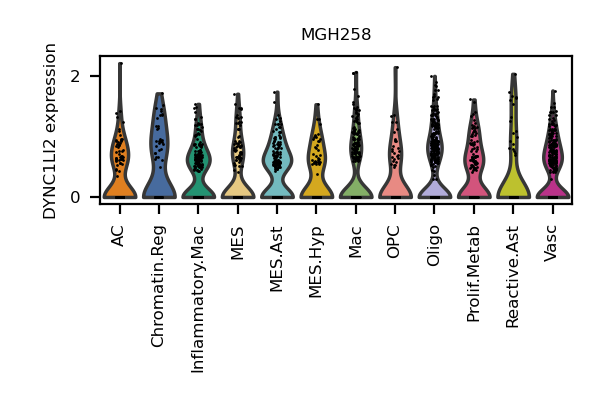 MGH258
DYNC1LI2 expression
2
0
AC
Chromatin.Reg
Inflammatory.Mac
MES
MES.Ast
MES.Hyp
Mac
OPC
Oligo
Prolif.Metab
Reactive.Ast
Vasc